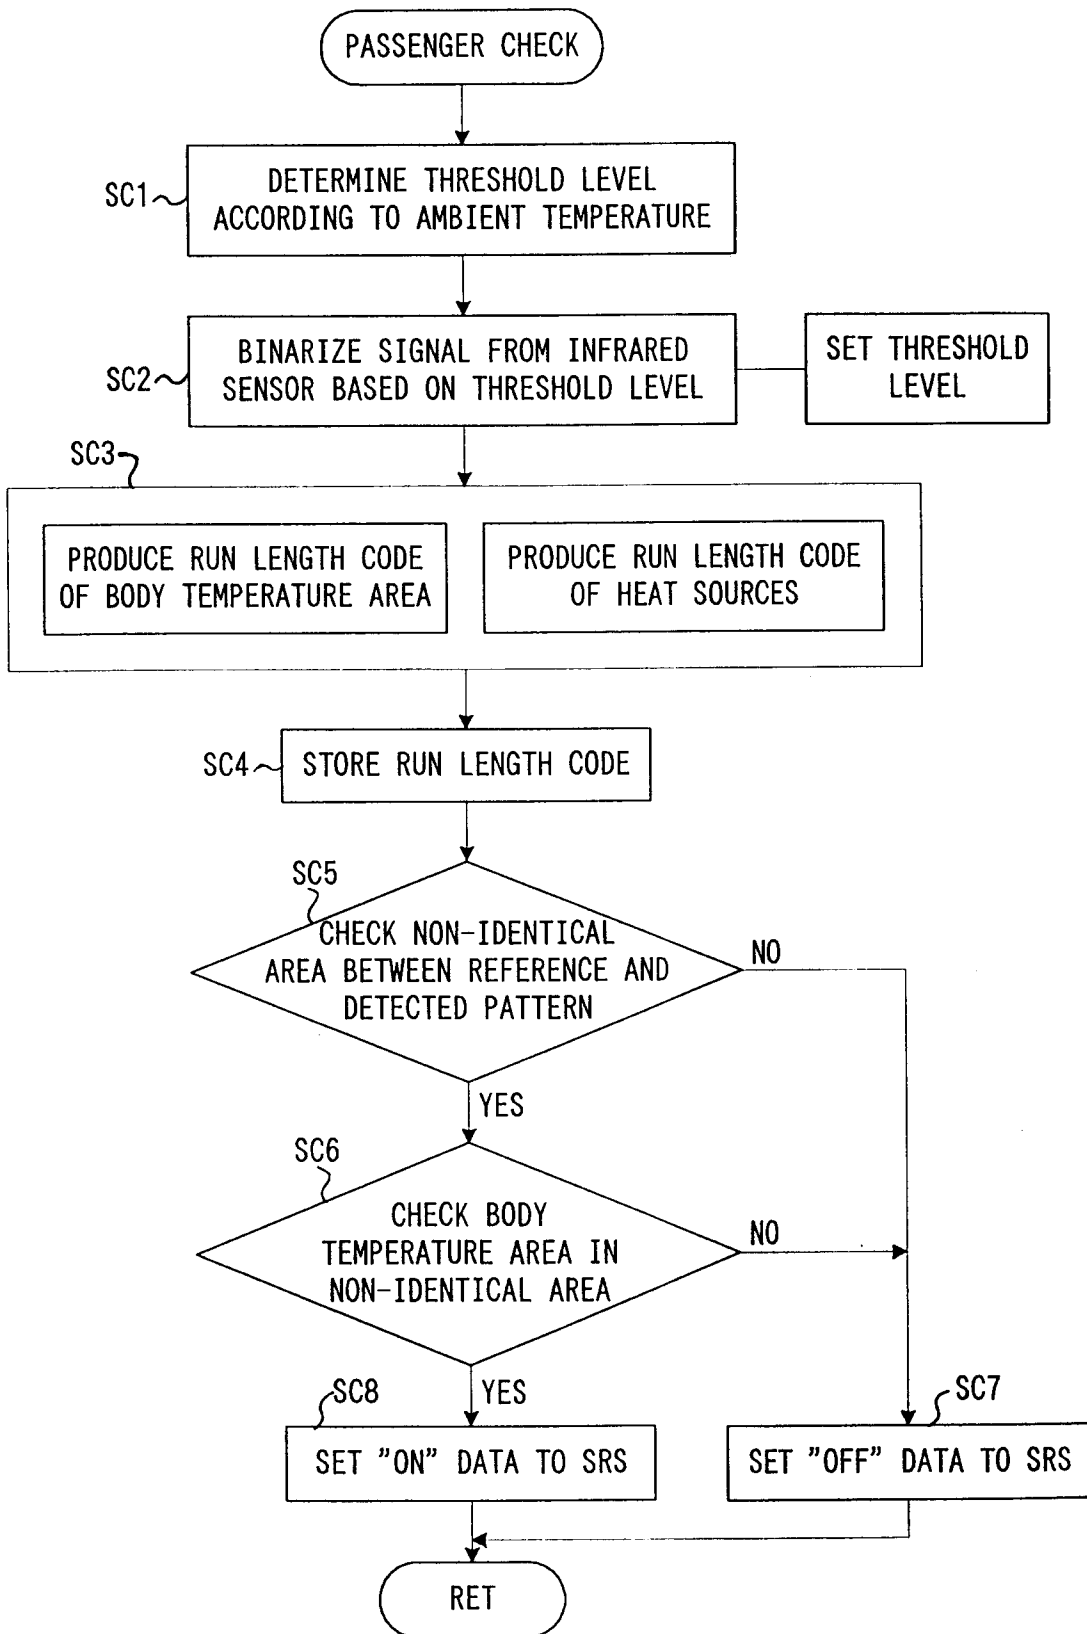 PASSENGER CHECK
SC1
DETERMINE THRESHOLD LEVEL
ACCORDING TO AMBIENT TEMPERATURE
SC2
BINARIZE SIGNAL FROM INFRARED
SENSOR BASED ON THRESHOLD LEVEL
SET THRESHOLD
LEVEL
SC3
PRODUCE RUN LENGTH CODE
OF BODY TEMPERATURE AREA
PRODUCE RUN LENGTH CODE
OF HEAT SOURCES
SC4
STORE RUN LENGTH CODE
SC5
CHECK NON-IDENTICAL
AREA BETWEEN REFERENCE AND
DETECTED PATTERN
NO
YES
SC6
CHECK BODY
TEMPERATURE AREA IN
NON-IDENTICAL AREA
NO
YES
SC8
SET "ON" DATA TO SRS
SC7
SET "OFF" DATA TO SRS
RET